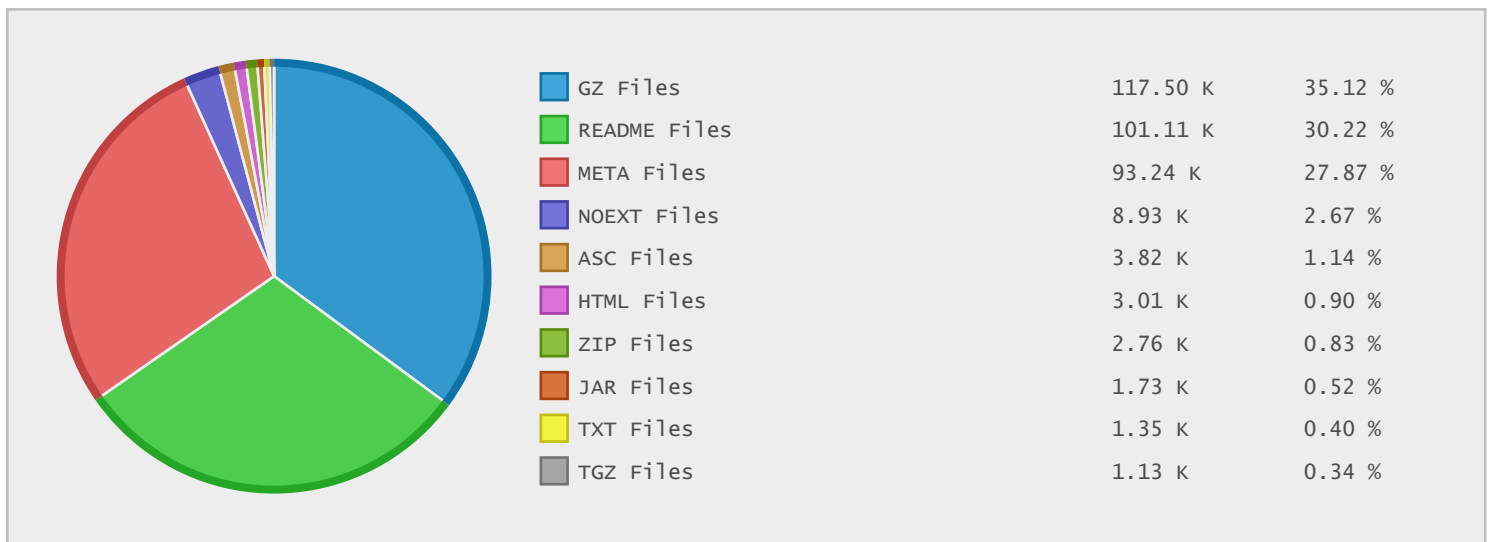 GZ Files 117.50 K 35.12 %
README Files 101.11 K 30.22 %
META Files 93.24 K 27.87 %
NOEXT Files 8.93 K 2.67 %
ASC Files 3.82 K 1.14 %
HTML Files 3.01 K 0.90 %
ZIP Files 2.76 K 0.83 %
JAR Files 1.73 K 0.52 %
TXT Files 1.35 K 0.40 %
TGZ Files 1.13 K 0.34 %